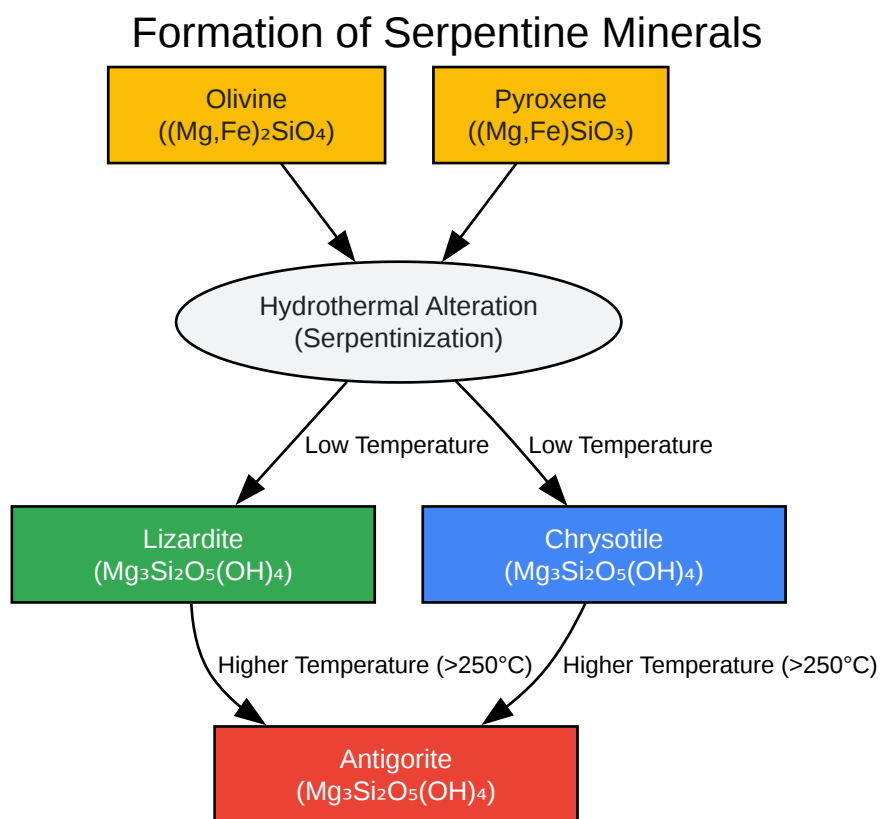 Formation of Serpentine Minerals
Olivine
((Mg,Fe)₂SiO₄)
Pyroxene
((Mg,Fe)SiO₃)
Hydrothermal Alteration
(Serpentinization)
Low Temperature
Low Temperature
Lizardite
(Mg₃Si₂O₅(OH)₄)
Chrysotile
(Mg₃Si₂O₅(OH)₄)
Higher Temperature (>250°C)
Higher Temperature (>250°C)
Antigorite
(Mg₃Si₂O₅(OH)₄)